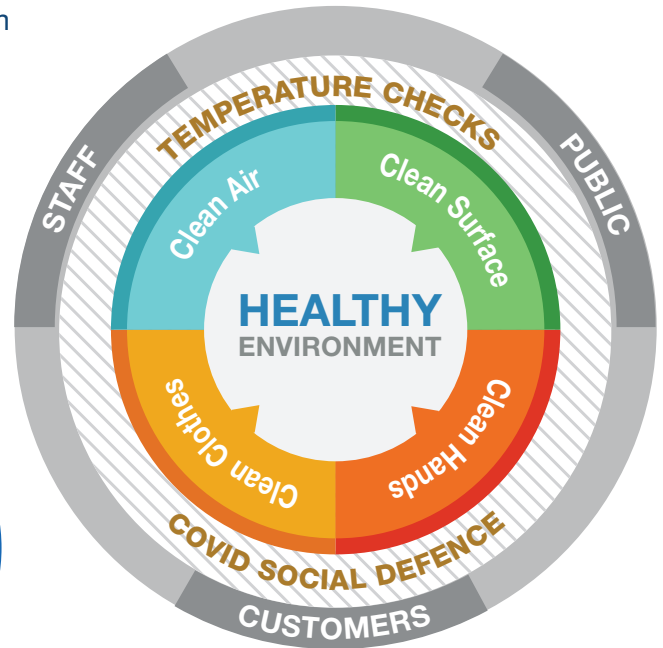 TEMPERATURE CHECKS
STAFF
PUBLIC
Clean Air
Clean Surface
HEALTHY
ENVIRONMENT
Clean Clothes
Clean Hands
COVID SOCIAL DEFENCE
CUSTOMERS